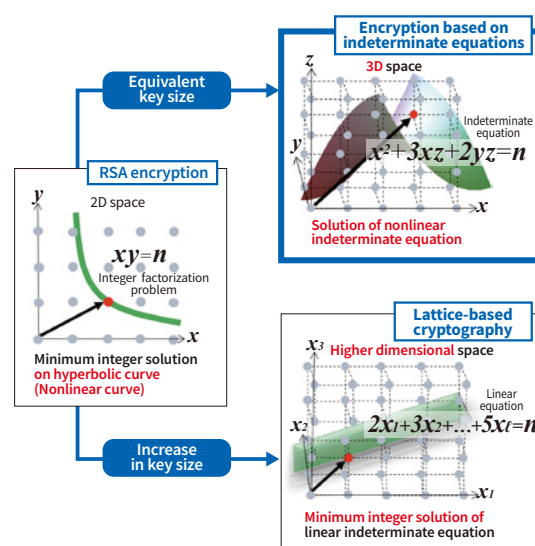 Encryption based on
indeterminate equations
Equivalent
key size
z
3D space
y
Indeterminate
equation
x²+3xz+2yz=n
x
Solution of nonlinear
indeterminate equation
RSA encryption
y
2D space
xy=n
Integer factorization
problem
x
Minimum integer solution
on hyperbolic curve
(Nonlinear curve)
Lattice-based
cryptography
x3
Higher dimensional space
Linear
equation
x2
2x1+3x2+...+5xℓ=n
x1
Increase
in key size
Minimum integer solution of
linear indeterminate equation